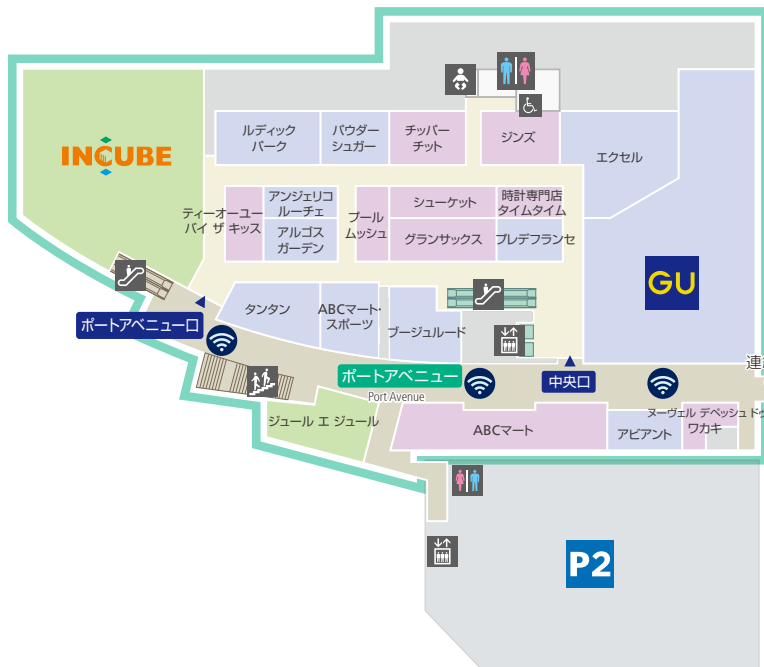 INCUBE
ルディック
パーク
パウダー
シュガー
チッパー
チット
ジンズ
エクセル
ティーオーユー
バイ ザ キッス
アンジェリコ
ルーチェ
アルゴス
ガーデン
プール
ムッシュ
シューケット
グランサックス
時計専門店
タイムタイム
プレデフランセ
GU
タンタン
ABCマート・
スポーツ
ブージュルード
ポートアベニュー口
ポートアベニュー
Port Avenue
中央口
連
ジュール エ ジュール
ABCマート
アビアント
ヌーヴェル デペッシュ ドゥ
ワカキ
P2